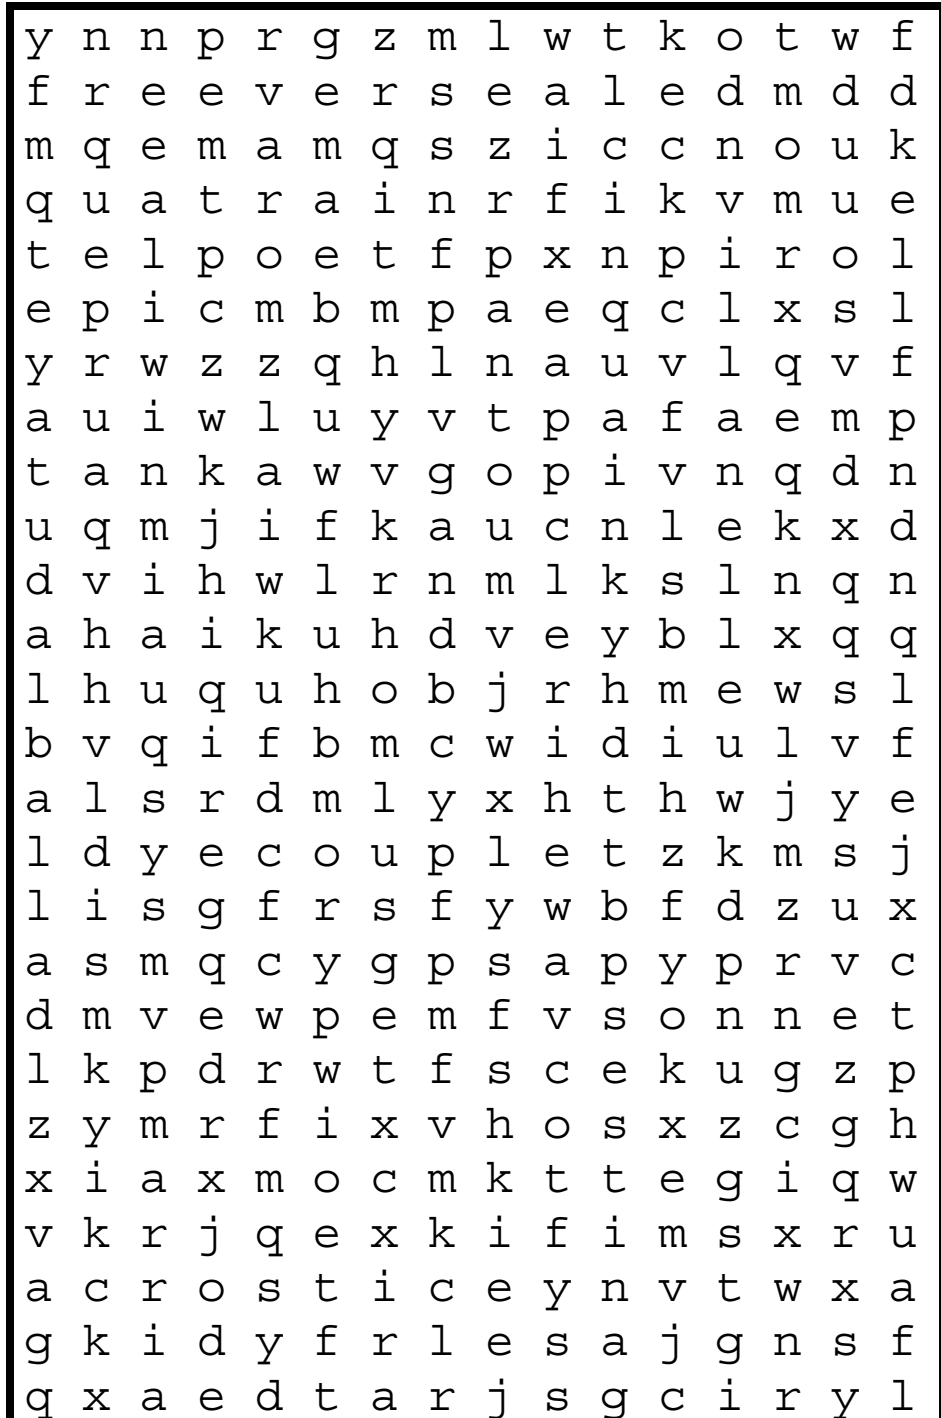 y n n p r g z m l w t k o t w f
f r e e v e r s e a l e d m d d
m q e m a m q s z i c c n o u k
q u a t r a i n r f i k v m u e
t e l p o e t f p x n p i r o l
e p i c m b m p a e q c l x s l
y r w z z q h l n a u v l q v f
a u i w l u y v t p a f a e m p
t a n k a w v g o p i v n q d n
u q m j i f k a u c n l e k x d
d v i h w l r n m l k s l n q n
a h a i k u h d v e y b l x q q
l h u q u h o b j r h m e w s l
b v q i f b m c w i d i u l v f
a l s r d m l y x h t h w j y e
l d y e c o u p l e t z k m s j
l i s g f r s f y w b f d z u x
a s m q c y g p s a p y p r v c
d m v e w p e m f v s o n n e t
l k p d r w t f s c e k u g z p
z y m r f i x v h o s x z c g h
x i a x m o c m k t t e g i q w
v k r j q e x k i f i m s x r u
a c r o s t i c e y n v t w x a
g k i d y f r l e s a j g n s f
q x a e d t a r j s g c i r y l